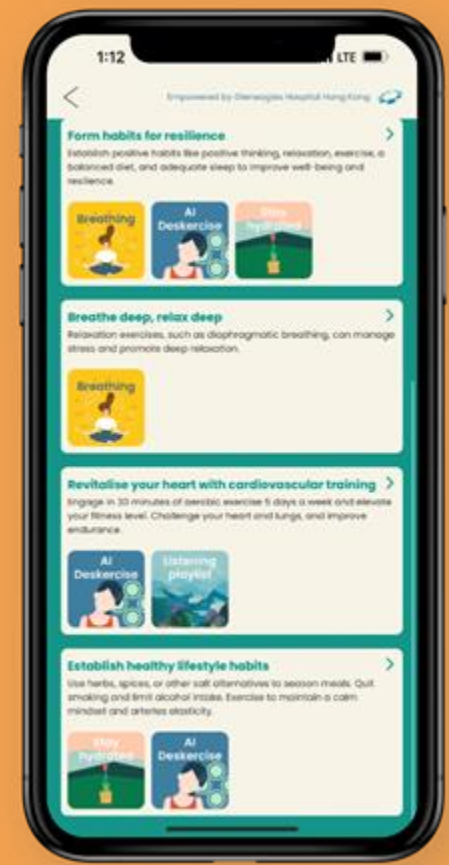 1:12
LTE
Empowered by Gleneagles Hospital Hong Kong
Form habits for resilience
Establish positive habits like positive thinking, relaxation, exercise, a
balanced diet, and adequate sleep to improve well-being and
resilience.
Breathing
AI
Deskercise
Stay
hydrated
Breathe deep, relax deep
Relaxation exercises, such as diaphragmatic breathing, can manage
stress and promote deep relaxation.
Breathing
Revitalise your heart with cardiovascular training
Engage in 30 minutes of aerobic exercise 5 days a week and elevate
your fitness level. Challenge your heart and lungs, and improve
endurance.
AI
Deskercise
Listening
playlist
Establish healthy lifestyle habits
Use herbs, spices, or other salt alternatives to season meals. Quit
smoking and limit alcohol intake. Exercise to maintain a calm
mindset and arteries elasticity.
Stay
hydrated
AI
Deskercise